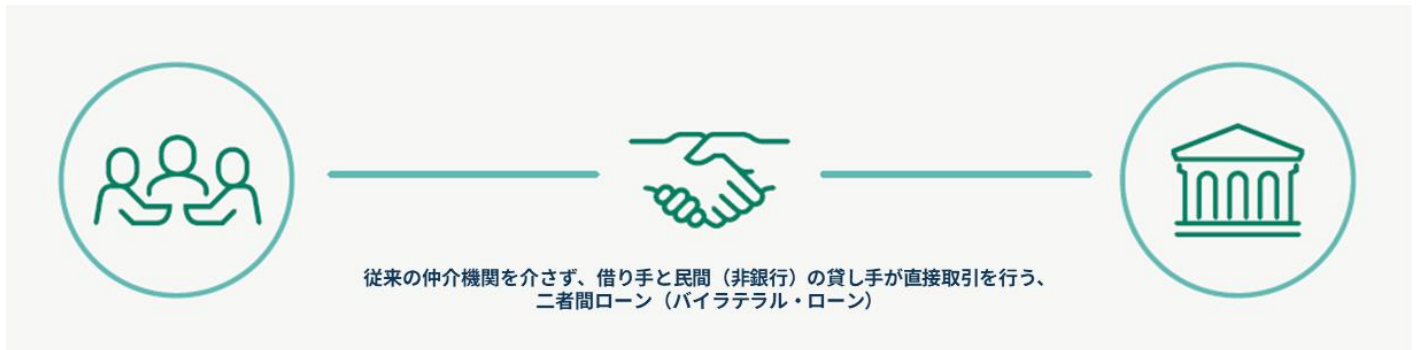 従来の仲介機関を介さず、借り手と民間（非銀行）の貸し手が直接取引を行う、
二者間ローン（バイラテラル・ローン）